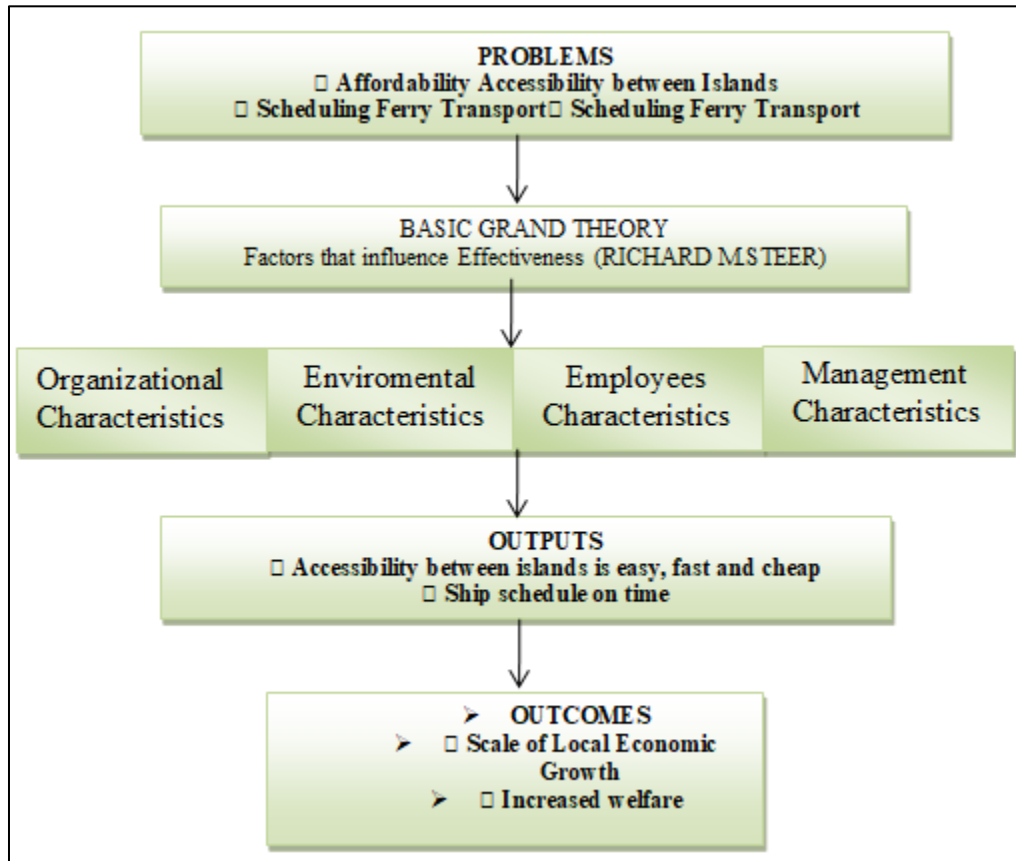 PROBLEMS
□ Affordability Accessibility between Islands
□ Scheduling Ferry Transport□ Scheduling Ferry Transport
BASIC GRAND THEORY
Factors that influence Effectiveness (RICHARD M.STEER)
Organizational
Characteristics
Enviromental
Characteristics
Employees
Characteristics
Management
Characteristics
OUTPUTS
□ Accessibility between islands is easy, fast and cheap
□ Ship schedule on time
➢ OUTCOMES
➢ □ Scale of Local Economic
Growth
➢ □ Increased welfare